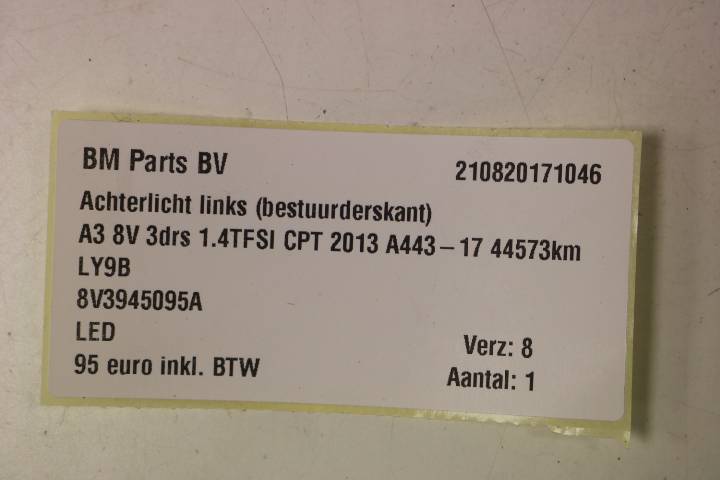 BM Parts BV 210820171046
Achterlicht links (bestuurderskant)
A3 8V 3drs 1.4TFSI CPT 2013 A443-17 44573km
LY9B
8V3945095A
LED Verz: 8
95 euro inkl. BTW Aantal: 1